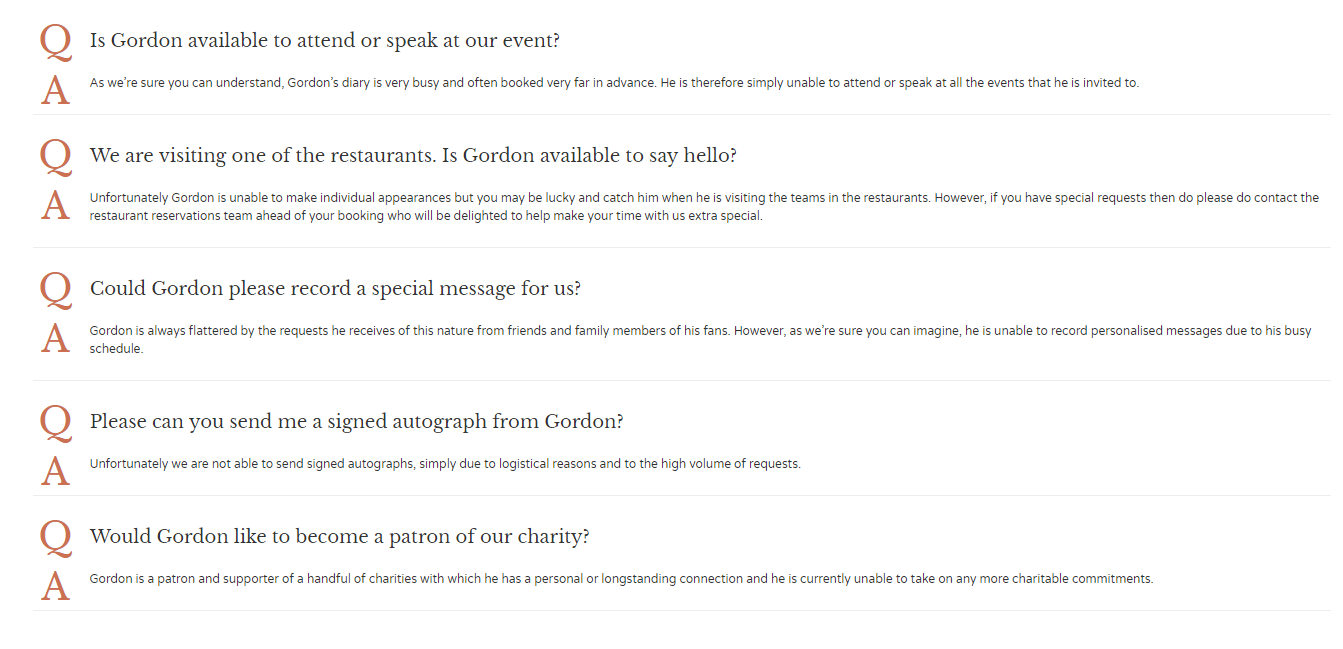 Q Is Gordon available to attend or speak at our event?
A As we’re sure you can understand, Gordon’s diary is very busy and often booked very far in advance. He is therefore simply unable to attend or speak at all the events that he is invited to.
Q We are visiting one of the restaurants. Is Gordon available to say hello?
A Unfortunately Gordon is unable to make individual appearances but you may be lucky and catch him when he is visiting the teams in the restaurants. However, if you have special requests then do please do contact the
restaurant reservations team ahead of your booking who will be delighted to help make your time with us extra special.
Q Could Gordon please record a special message for us?
A Gordon is always flattered by the requests he receives of this nature from friends and family members of his fans. However, as we’re sure you can imagine, he is unable to record personalised messages due to his busy
schedule.
Q Please can you send me a signed autograph from Gordon?
A Unfortunately we are not able to send signed autographs, simply due to logistical reasons and to the high volume of requests.
Q Would Gordon like to become a patron of our charity?
A Gordon is a patron and supporter of a handful of charities with which he has a personal or longstanding connection and he is currently unable to take on any more charitable commitments.